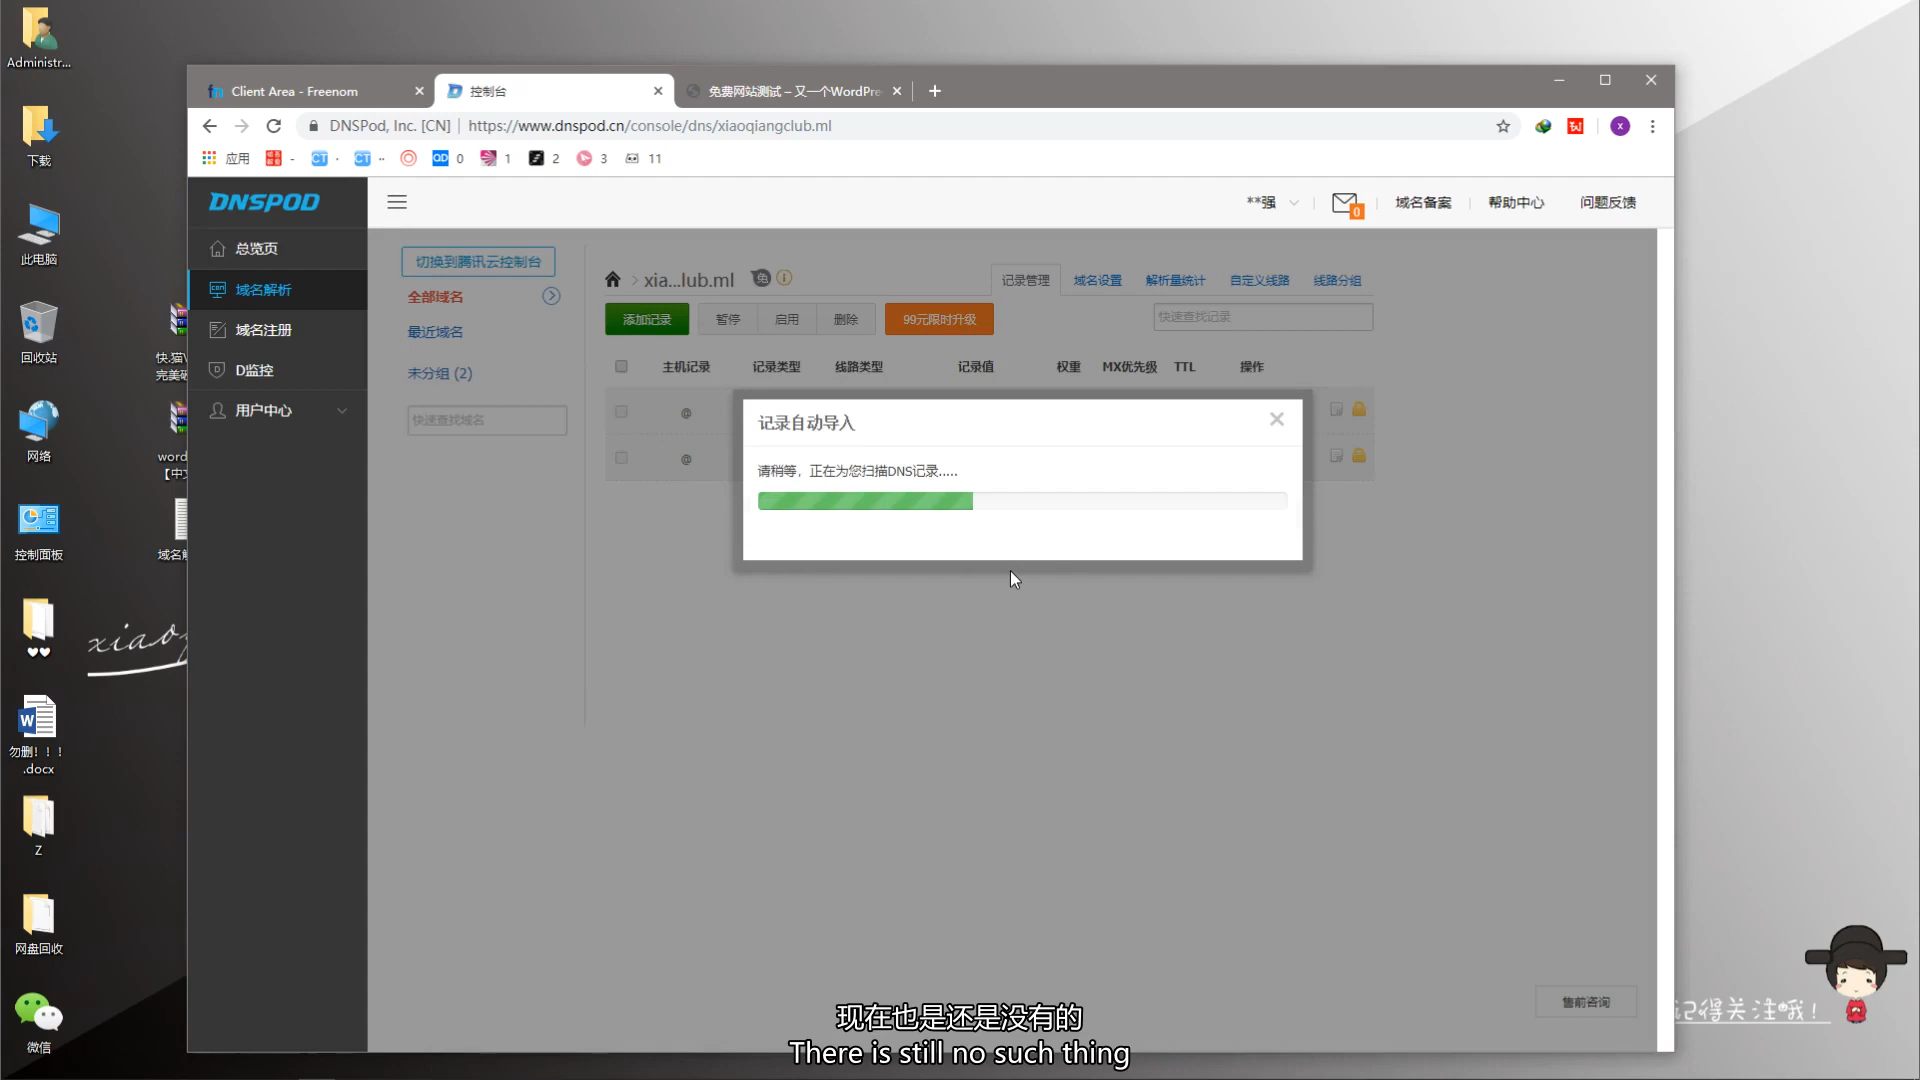 Administr...
下载
此电脑
回收站
网络
控制面板
勿删！！！
.docx
Z
网盘回收
微信
快.猫
word
【中
xiao
Client Area - Freenom
控制台
免费网站测试 – 又一个WordPre
DNSPod, Inc. [CN] | https://www.dnspod.cn/console/dns/xiaoqiangclub.ml
应用
0
1
2
3
11
DNSPOD
**强
0
域名备案
帮助中心
问题反馈
总览页
域名解析
域名注册
D监控
用户中心
切换到腾讯云控制台
全部域名
最近域名
未分组 (2)
快速查找域名
xia...lub.ml
免
记录管理
域名设置
解析量统计
自定义线路
线路分组
添加记录
暂停
启用
删除
99元限时升级
快速查找记录
主机记录
记录类型
线路类型
记录值
权重
MX优先级
TTL
操作
@
@
记录自动导入
请稍等，正在为您扫描DNS记录.....
售前咨询
记得关注哦！
现在也是还是没有的
There is still no such thing